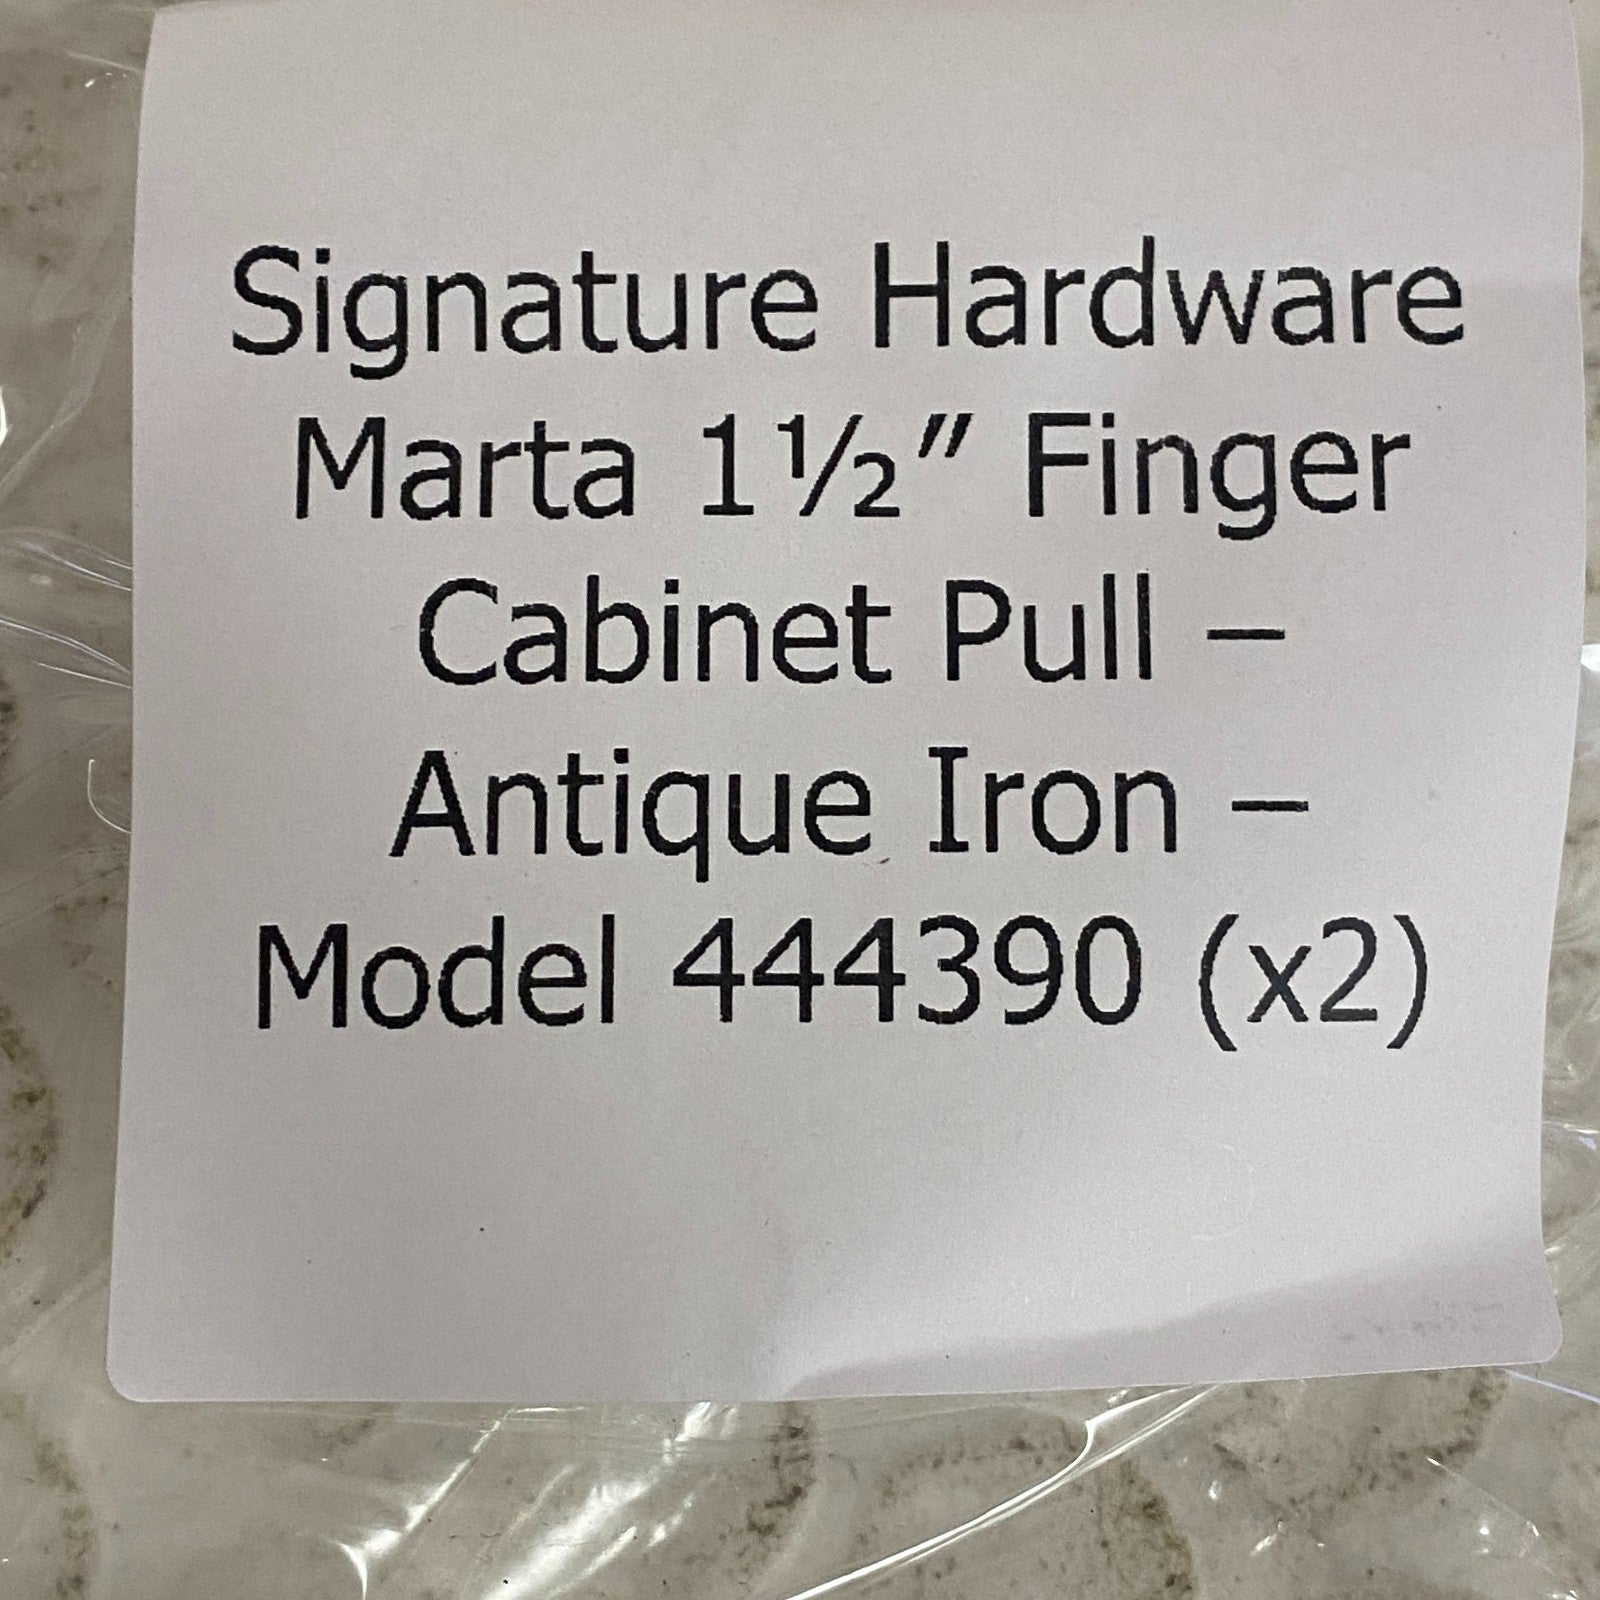 Signature Hardware
Marta 1½″ Finger
Cabinet Pull –
Antique Iron –
Model 444390 (x2)